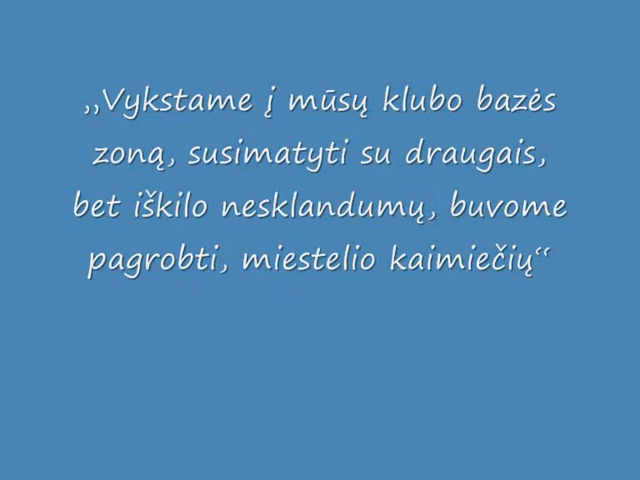 ,,Vykstame į mūsų klubo bazės
zoną, susimatyti su draugais,
bet iškilo nesklandumų, buvome
pagrobti, miestelio kaimiečių“